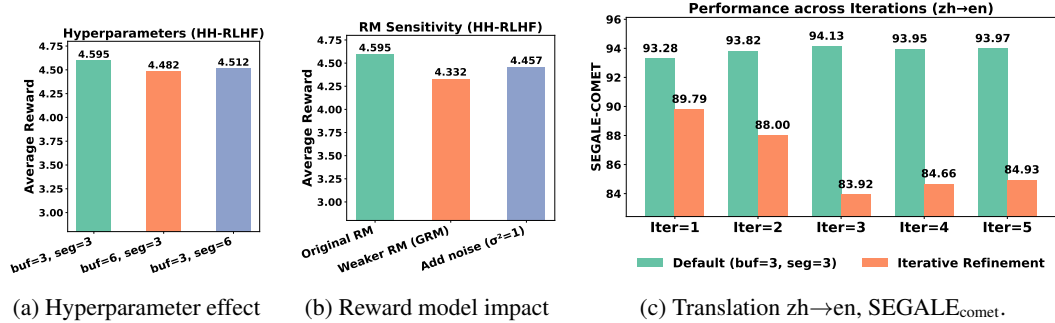 Hyperparameters (HH-RLHF)
Average Reward
4.75
4.50
4.25
4.00
3.75
3.50
3.25
3.00
4.595
4.482
4.512
buf=3, seg=3
buf=6, seg=3
buf=3, seg=6
(a) Hyperparameter effect
RM Sensitivity (HH-RLHF)
Average Reward
4.75
4.50
4.25
4.00
3.75
3.50
3.25
3.00
4.595
4.332
4.457
Original RM
Weaker RM (GRM)
Add noise (σ²=1)
(b) Reward model impact
Performance across Iterations (zh→en)
SEGALE-COMET
96
94
92
90
88
86
84
93.28
89.79
93.82
88.00
94.13
83.92
93.95
84.66
93.97
84.93
Iter=1
Iter=2
Iter=3
Iter=4
Iter=5
Default (buf=3, seg=3)
Iterative Refinement
(c) Translation zh→en, SEGALEcomet.